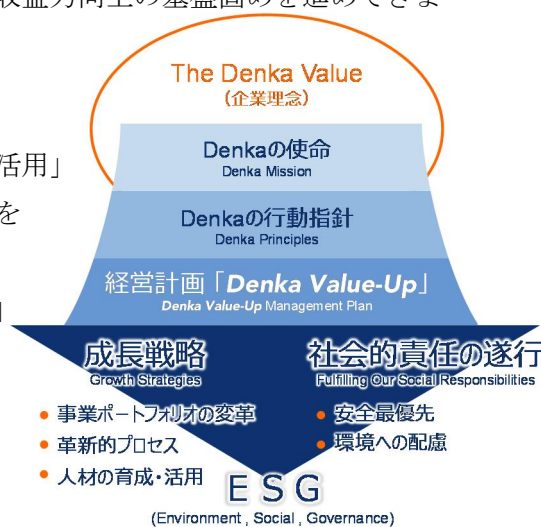 収益力向上の基盤固めを進めてきま
The Denka Value
(企業理念)
活用」
を
Denkaの使命
Denka Mission
Denkaの行動指針
Denka Principles
経営計画「Denka Value-Up」
Denka Value-Up Management Plan
成長戦略
Growth Strategies
• 事業ポートフォリオの変革
• 革新的プロセス
• 人材の育成・活用
社会的責任の遂行
Fulfilling Our Social Responsibilities
• 安全最優先
• 環境への配慮
ESG
(Environment , Social , Governance)